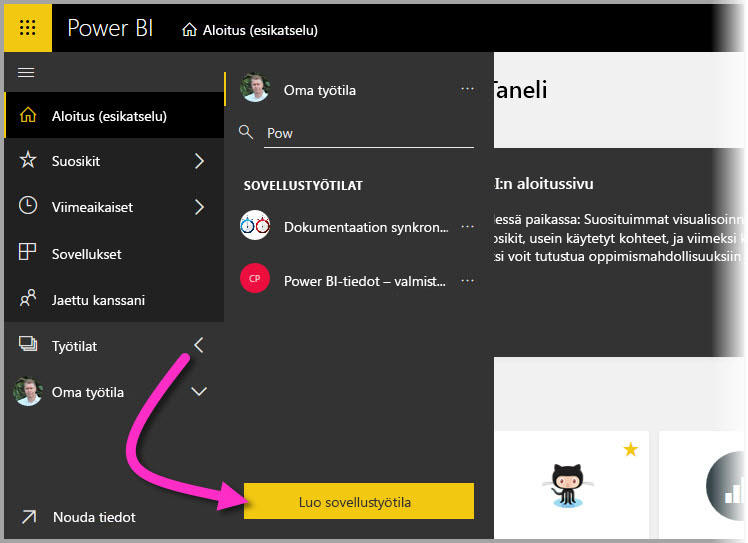 Power BI
Aloitus (esikatselu)
Aloitus (esikatselu)
Suosikit
Viimeaikaiset
Sovellukset
Jaettu kanssani
Työtilat
Oma työtila
Nouda tiedot
Oma työtila
Pow
SOVELLUSTYÖTILAT
Dokumentaation synkron...
CP
Power BI-tiedot – valmist...
Luo sovellustyötila
Taneli
I:n aloitussivu
dessä paikassa: Suosituimmat visualisoinn
osikit, usein käytetyt kohteet, ja viimeksi k
ksi voit tutustua oppimismahdollisuuksiin